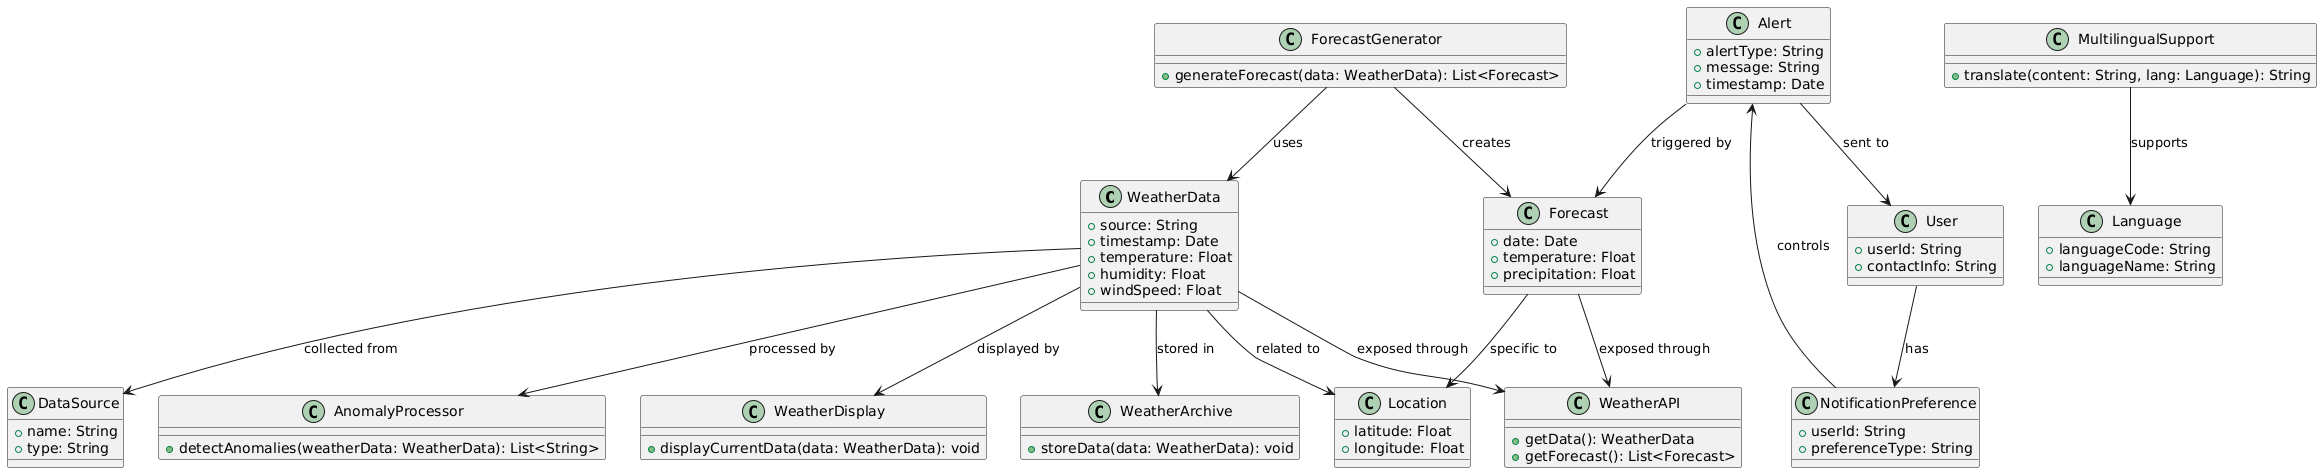 Alert
alertType: String
message: String
timestamp: Date
ForecastGenerator
generateForecast(data: WeatherData): List<Forecast>
MultilingualSupport
translate(content: String, lang: Language): String
uses
creates
triggered by
sent to
supports
WeatherData
source: String
timestamp: Date
temperature: Float
humidity: Float
windSpeed: Float
Forecast
date: Date
temperature: Float
precipitation: Float
controls
User
userId: String
contactInfo: String
Language
languageCode: String
languageName: String
collected from
processed by
displayed by
stored in
related to
exposed through
specific to
exposed through
has
DataSource
name: String
type: String
AnomalyProcessor
detectAnomalies(weatherData: WeatherData): List<String>
WeatherDisplay
displayCurrentData(data: WeatherData): void
WeatherArchive
storeData(data: WeatherData): void
Location
latitude: Float
longitude: Float
WeatherAPI
getData(): WeatherData
getForecast(): List<Forecast>
NotificationPreference
userId: String
preferenceType: String